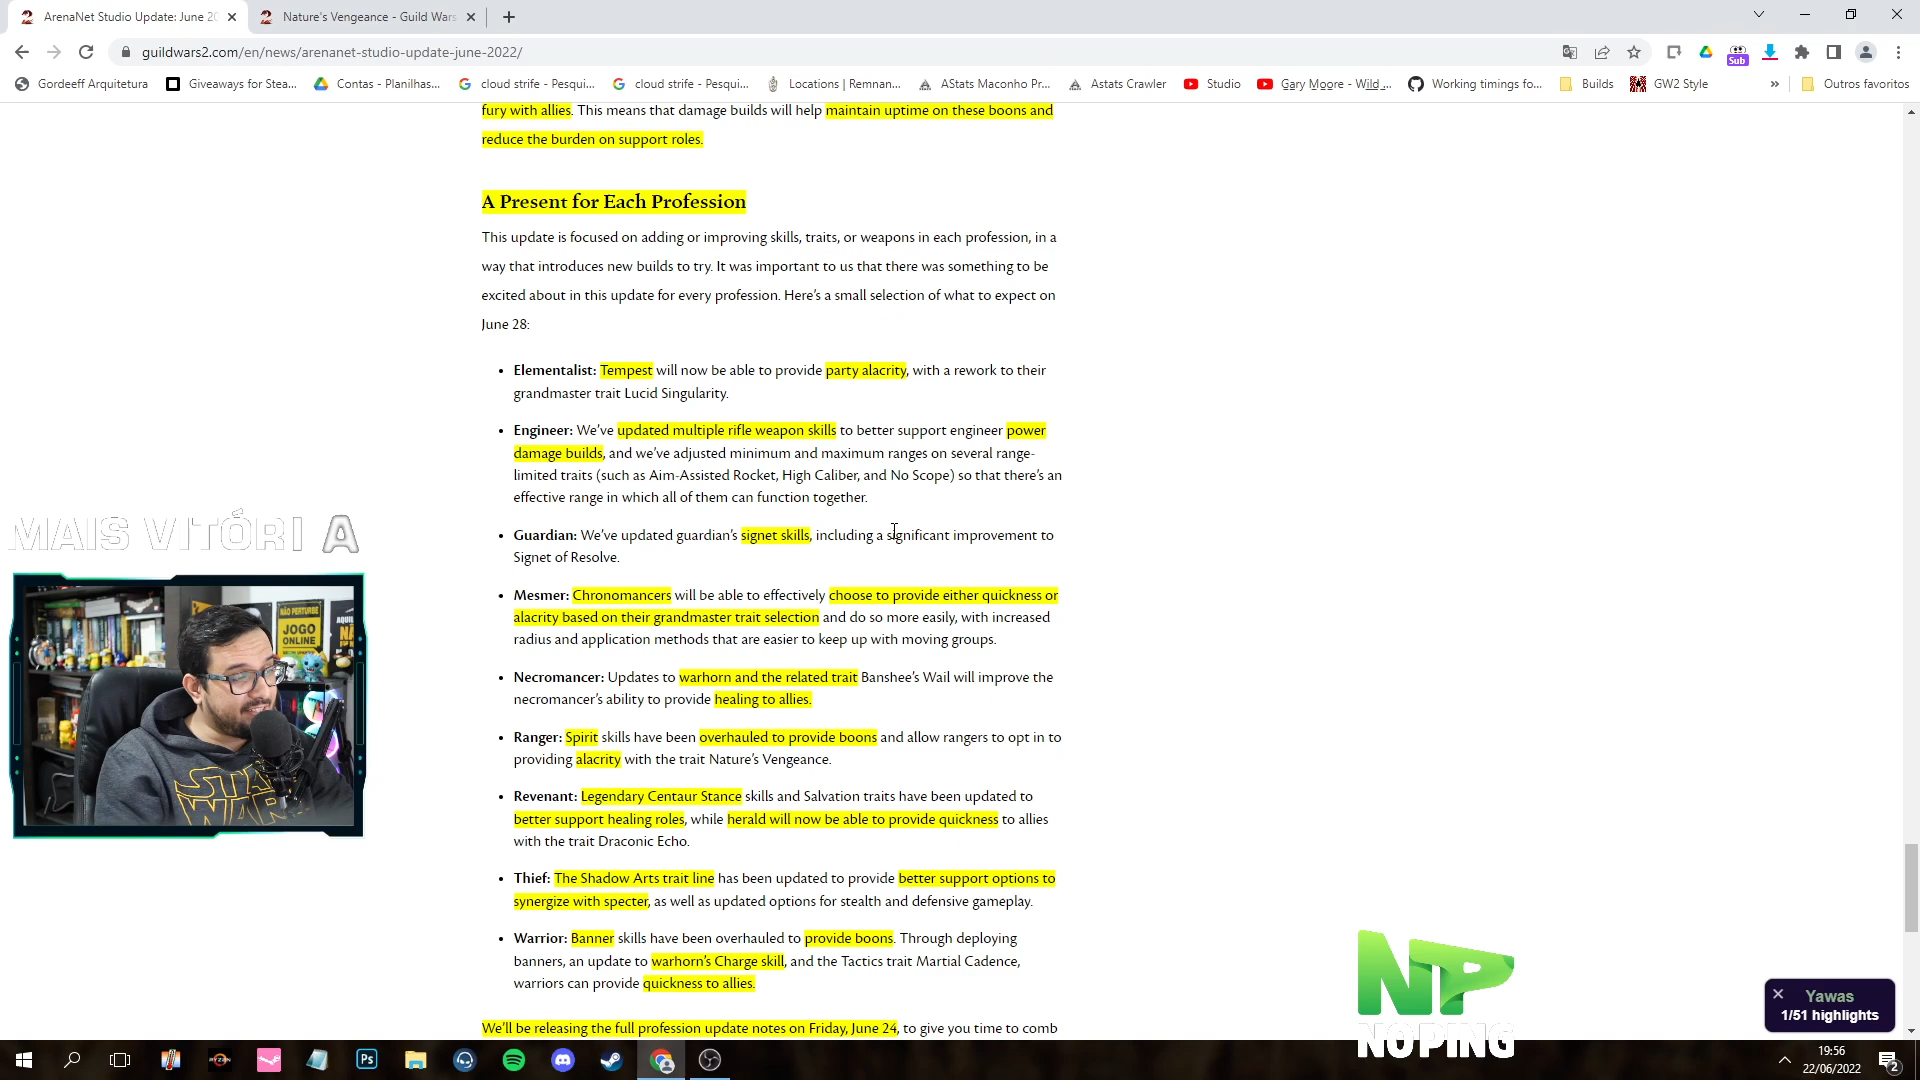 ArenaNet Studio Update: June 20
Nature's Vengeance - Guild Wars
guildwars2.com/en/news/arenanet-studio-update-june-2022/
Sub
Gordeeff Arquitetura
Giveaways for Stea...
Contas - Planilhas...
cloud strife - Pesqui...
cloud strife - Pesqui...
Locations | Remnan...
AStats Maconho Pr...
Astats Crawler
Studio
Gary Moore - Wild ...
Working timings fo...
Builds
GW2 Style
»
Outros favoritos
fury with allies. This means that damage builds will help maintain uptime on these boons and
reduce the burden on support roles.
A Present for Each Profession
This update is focused on adding or improving skills, traits, or weapons in each profession, in a
way that introduces new builds to try. It was important to us that there was something to be
excited about in this update for every profession. Here's a small selection of what to expect on
June 28:
• Elementalist: Tempest will now be able to provide party alacrity, with a rework to their
grandmaster trait Lucid Singularity.
• Engineer: We've updated multiple rifle weapon skills to better support engineer power
damage builds, and we've adjusted minimum and maximum ranges on several range-
limited traits (such as Aim-Assisted Rocket, High Caliber, and No Scope) so that there's an
effective range in which all of them can function together.
• Guardian: We've updated guardian's signet skills, including a significant improvement to
Signet of Resolve.
• Mesmer: Chronomancers will be able to effectively choose to provide either quickness or
alacrity based on their grandmaster trait selection and do so more easily, with increased
radius and application methods that are easier to keep up with moving groups.
• Necromancer: Updates to warhorn and the related trait Banshee's Wail will improve the
necromancer's ability to provide healing to allies.
• Ranger: Spirit skills have been overhauled to provide boons and allow rangers to opt in to
providing alacrity with the trait Nature's Vengeance.
• Revenant: Legendary Centaur Stance skills and Salvation traits have been updated to
better support healing roles, while herald will now be able to provide quickness to allies
with the trait Draconic Echo.
• Thief: The Shadow Arts trait line has been updated to provide better support options to
synergize with specter, as well as updated options for stealth and defensive gameplay.
• Warrior: Banner skills have been overhauled to provide boons. Through deploying
banners, an update to warhorn's Charge skill, and the Tactics trait Martial Cadence,
warriors can provide quickness to allies.
We'll be releasing the full profession update notes on Friday, June 24, to give you time to comb
MAIS VITÓRI A
NÃO PERTURBE
JOGO
ONLINE
STAR
WARS
NP
NOPING
Yawas
1/51 highlights
Ps
19:56
22/06/2022
2